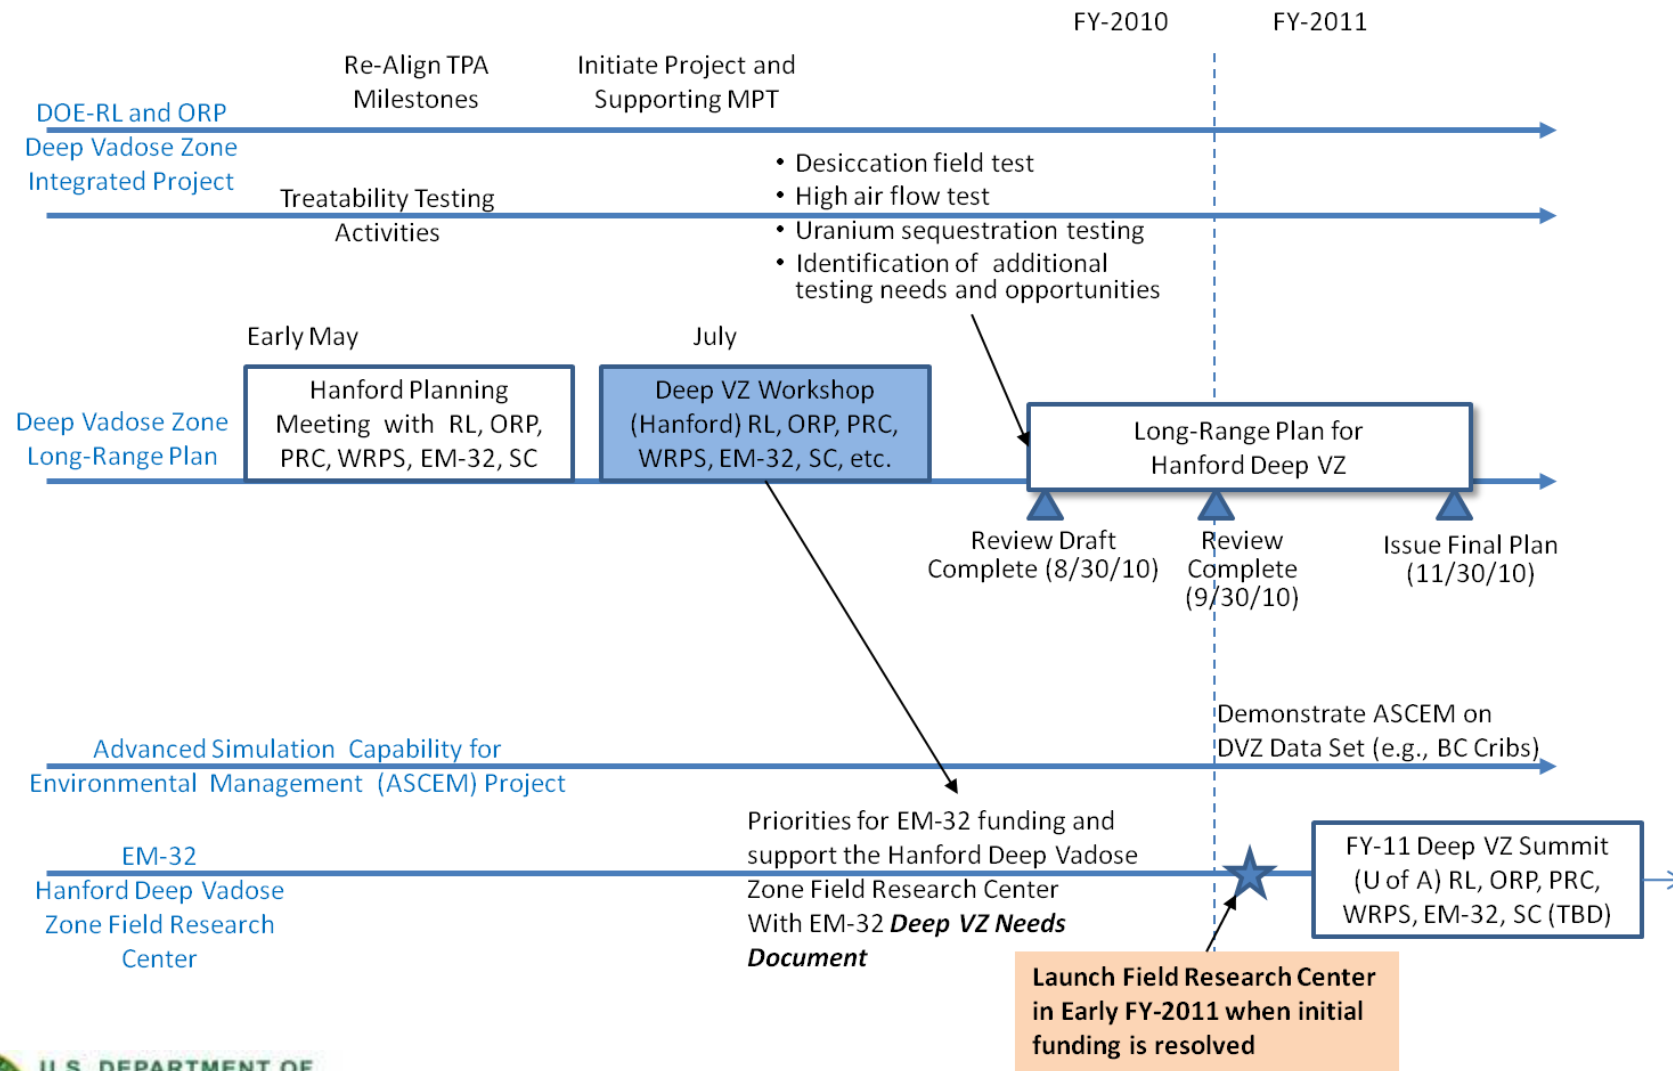 FY-2010
FY-2011
Re-Align TPA
Milestones
Initiate Project and
Supporting MPT
DOE-RL and ORP
Deep Vadose Zone
Integrated Project
• Desiccation field test
• High air flow test
• Uranium sequestration testing
• Identification of additional
testing needs and opportunities
Treatability Testing
Activities
Early May
July
Deep Vadose Zone
Long-Range Plan
Hanford Planning
Meeting with RL, ORP,
PRC, WRPS, EM-32, SC
Deep VZ Workshop
(Hanford) RL, ORP, PRC,
WRPS, EM-32, SC, etc.
Long-Range Plan for
Hanford Deep VZ
Review Draft
Complete (8/30/10)
Review
Complete
(9/30/10)
Issue Final Plan
(11/30/10)
Advanced Simulation Capability for
Environmental Management (ASCEM) Project
Demonstrate ASCEM on
DVZ Data Set (e.g., BC Cribs)
EM-32
Hanford Deep Vadose
Zone Field Research
Center
Priorities for EM-32 funding and
support the Hanford Deep Vadose
Zone Field Research Center
With EM-32 Deep VZ Needs
Document
FY-11 Deep VZ Summit
(U of A) RL, ORP, PRC,
WRPS, EM-32, SC (TBD)
Launch Field Research Center
in Early FY-2011 when initial
funding is resolved
U.S. DEPARTMENT OF